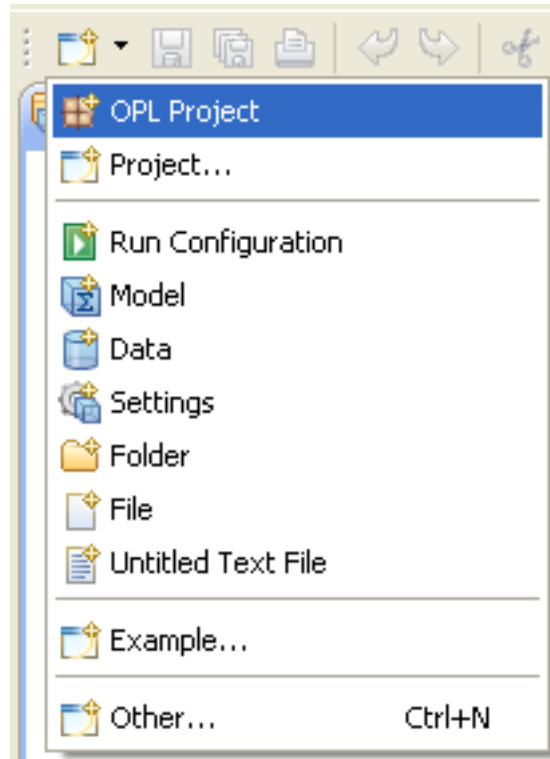 OPL Project
Project...
Run Configuration
Model
Data
Settings
Folder
File
Untitled Text File
Example...
Other... Ctrl+N